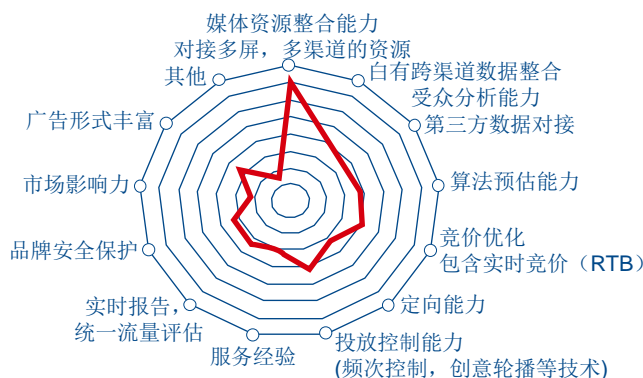 媒体资源整合能力
对接多屏，多渠道的资源
其他
白有跨渠道数据整合
受众分析能力
广告形式丰富
第三方数据对接
市场影响力
算法预估能力
品牌安全保护
竞价优化
包含实时竞价（RTB）
实时报告，
统一流量评估
定向能力
服务经验
投放控制能力
(频次控制，创意轮播等技术)